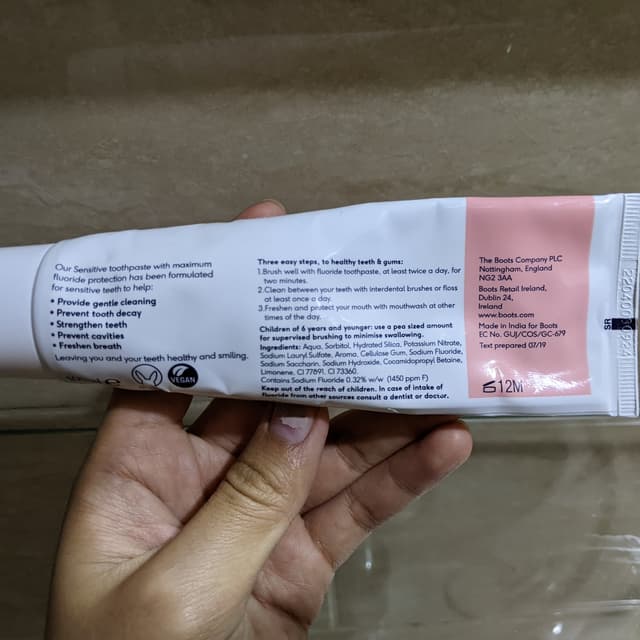 Our Sensitive toothpaste with maximum
fluoride protection has been formulated
for sensitive teeth to help:
• Provide gentle cleaning
• Prevent tooth decay
• Strengthen teeth
• Prevent cavities
• Freshen breath
Leaving you and your teeth healthy and smiling.
VEGAN
Three easy steps, to healthy teeth & gums:
1.Brush well with fluoride toothpaste, at least twice a day, for
two minutes.
2.Clean between your teeth with interdental brushes or floss
at least once a day.
3.Freshen and protect your mouth with mouthwash at other
times of the day.
Children of 6 years and younger: use a pea sized amount
for supervised brushing to minimise swallowing.
Ingredients: Aqua, Sorbitol, Hydrated Silica, Potassium Nitrate,
Sodium Lauryl Sulfate, Aroma, Cellulose Gum, Sodium Fluoride,
Sodium Saccharin, Sodium Hydroxide, Cocamidopropyl Betaine,
Limonene, CI 77891, CI 73360.
Contains Sodium Fluoride 0.32% w/w (1450 ppm F)
Keep out of the reach of children. In case of intake of
fluoride from other sources consult a dentist or doctor.
The Boots Company PLC
Nottingham, England
NG2 3AA
Boots Retail Ireland,
Dublin 24,
Ireland
www.boots.com
Made in India for Boots
EC No. GUJ/COS/GC-679
Text prepared 07/19
12M
SR